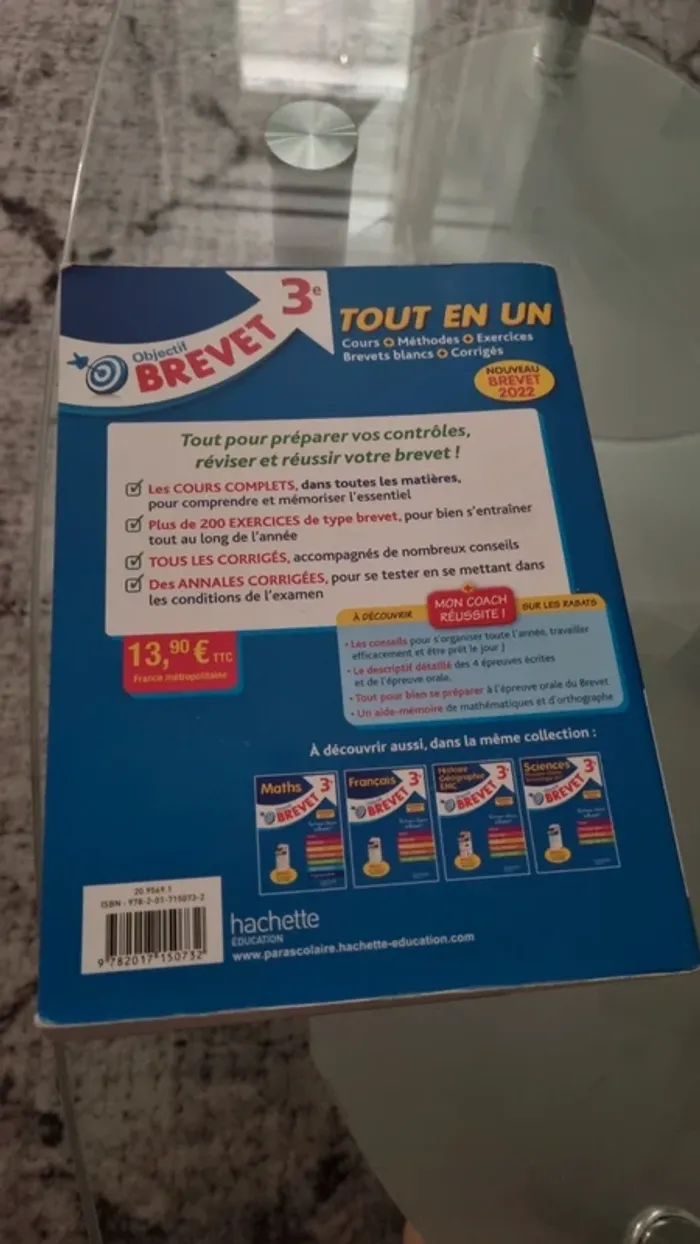 3e
Objectif
BREVET
TOUT EN UN
Cours + Méthodes + Exercices
Brevets blancs + Corrigés
NOUVEAU
BREVET
2022
Tout pour préparer vos contrôles,
réviser et réussir votre brevet !
Les COURS COMPLETS, dans toutes les matières,
pour comprendre et mémoriser l'essentiel
Plus de 200 EXERCICES de type brevet, pour bien s'entraîner
tout au long de l'année
TOUS LES CORRIGÉS, accompagnés de nombreux conseils
Des ANNALES CORRIGÉES, pour se tester en se mettant dans
les conditions de l'examen
À DÉCOUVRIR
MON COACH
RÉUSSITE !
SUR LES RABATS
• Les conseils pour s'organiser toute l'année, travailler
efficacement et être prêt le jour J
• Le descriptif détaillé des 4 épreuves écrites
et de l'épreuve orale.
• Tout pour bien se préparer à l'épreuve orale du Brevet
• Un aide-mémoire de mathématiques et d'orthographe
13,90 € TTC
France métropolitaine
À découvrir aussi, dans la même collection :
Maths 3e
BREVET
Français 3e
BREVET
Histoire
Géographie
EMC 3e
BREVET
Sciences 3e
BREVET
20.9569.1
ISBN : 978-2-01-715073-2
9 782017 150732
hachette
ÉDUCATION
www.parascolaire.hachette-education.com